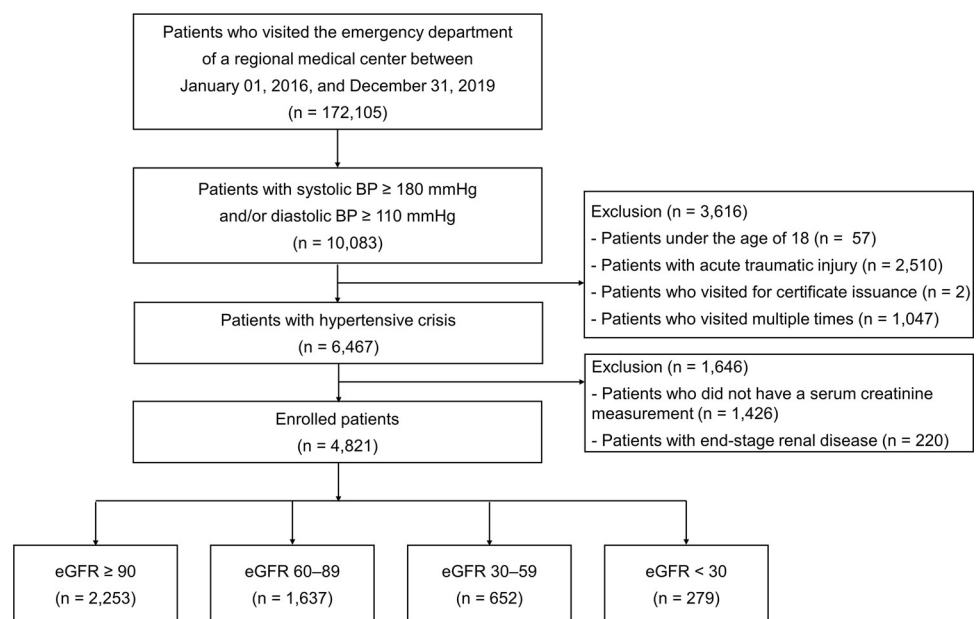 Patients who visited the emergency department
of a regional medical center between
January 01, 2016, and December 31, 2019
(n = 172,105)
Patients with systolic BP ≥ 180 mmHg
and/or diastolic BP ≥ 110 mmHg
(n = 10,083)
Exclusion (n = 3,616)
- Patients under the age of 18 (n =  57)
- Patients with acute traumatic injury (n = 2,510)
- Patients who visited for certificate issuance (n = 2)
- Patients who visited multiple times (n = 1,047)
Patients with hypertensive crisis
(n = 6,467)
Exclusion (n = 1,646)
- Patients who did not have a serum creatinine
measurement (n = 1,426)
- Patients with end-stage renal disease (n = 220)
Enrolled patients
(n = 4,821)
eGFR ≥ 90
(n = 2,253)
eGFR 60–89
(n = 1,637)
eGFR 30–59
(n = 652)
eGFR < 30
(n = 279)